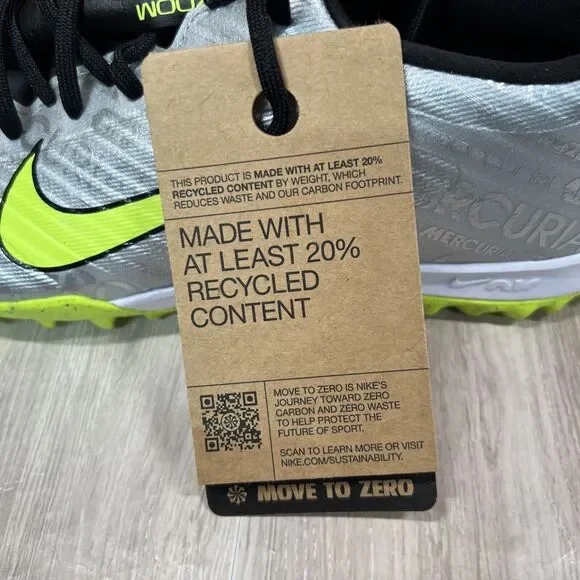 ZOOM
THIS PRODUCT IS MADE WITH AT LEAST 20%
RECYCLED CONTENT BY WEIGHT, WHICH
REDUCES WASTE AND OUR CARBON FOOTPRINT.
MADE WITH
AT LEAST 20%
RECYCLED
CONTENT
MOVE TO ZERO IS NIKE'S
JOURNEY TOWARD ZERO
CARBON AND ZERO WASTE
TO HELP PROTECT THE
FUTURE OF SPORT.
SCAN TO LEARN MORE OR VISIT
NIKE.COM/SUSTAINABILITY.
MOVE TO ZERO
CURIA
MERCURI